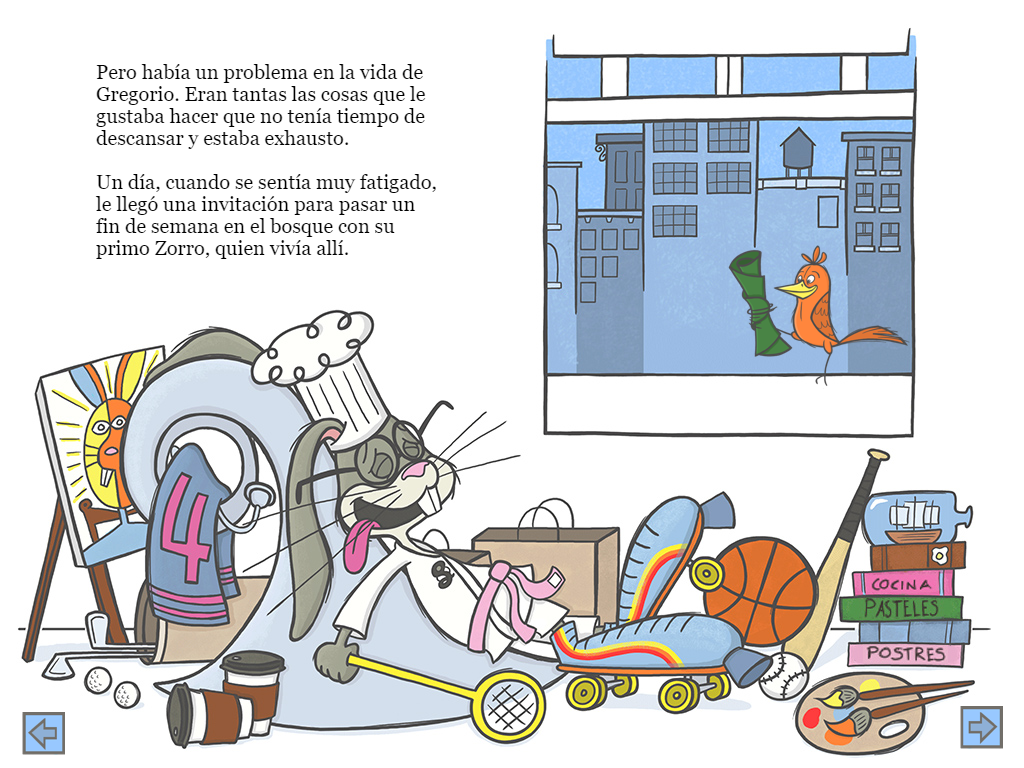 Pero había un problema en la vida de
Gregorio. Eran tantas las cosas que le
gustaba hacer que no tenía tiempo de
descansar y estaba exhausto.
Un día, cuando se sentía muy fatigado,
le llegó una invitación para pasar un
fin de semana en el bosque con su
primo Zorro, quien vivía allí.
4
COCINA
PASTELES
POSTRES